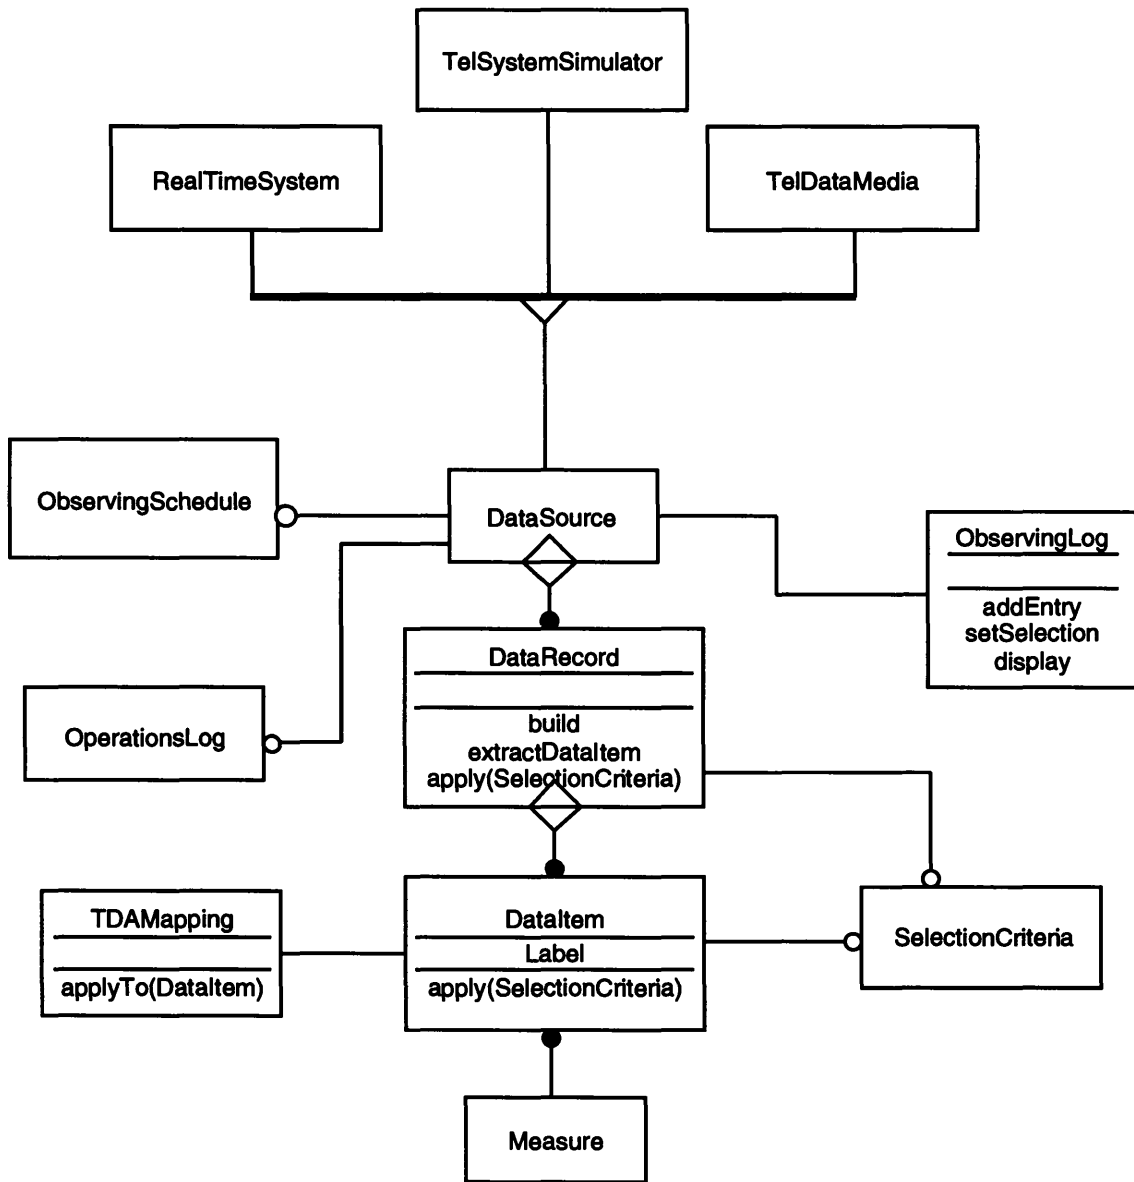 TelSystemSimulator
RealTimeSystem
TelDataMedia
ObservingSchedule
DataSource
ObservingLog
addEntry
setSelection
display
DataRecord
build
extractDataItem
apply(SelectionCriteria)
OperationsLog
TDAMapping
applyTo(DataItem)
DataItem
Label
apply(SelectionCriteria)
SelectionCriteria
Measure